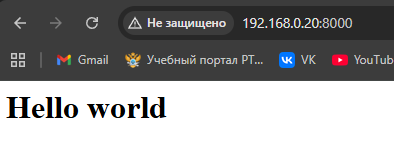 Не защищено 192.168.0.20:8000
Gmail Учебный портал РТ... VK YouTub
Hello world